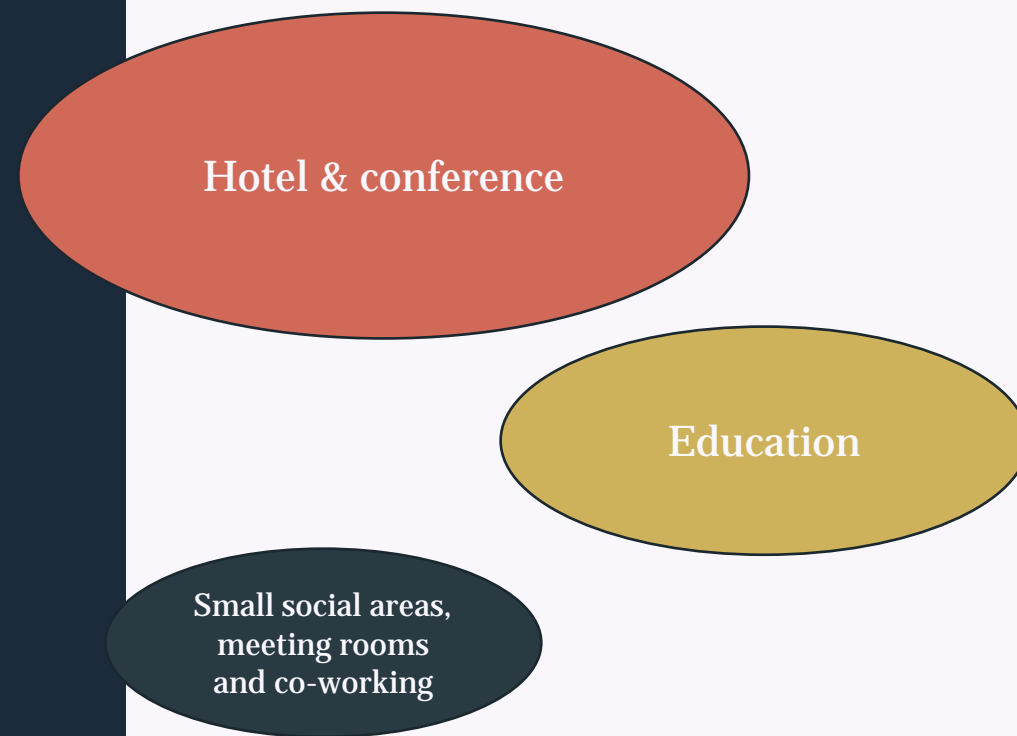 Hotel & conference
Education
Small social areas,
meeting rooms
and co-working